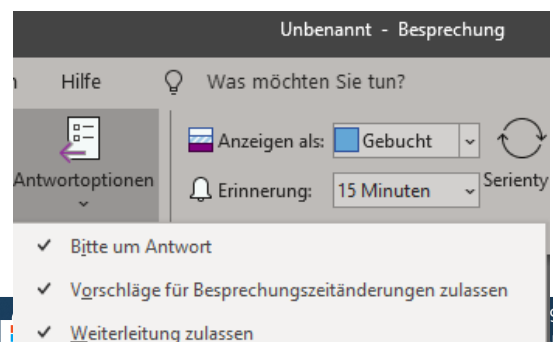 Unbenannt - Besprechung
Hilfe Was möchten Sie tun?
Anzeigen als: Gebucht
Antwortoptionen
Erinnerung: 15 Minuten
Bitte um Antwort
Vorschläge für Besprechungszeitänderungen zulassen
Weiterleitung zulassen